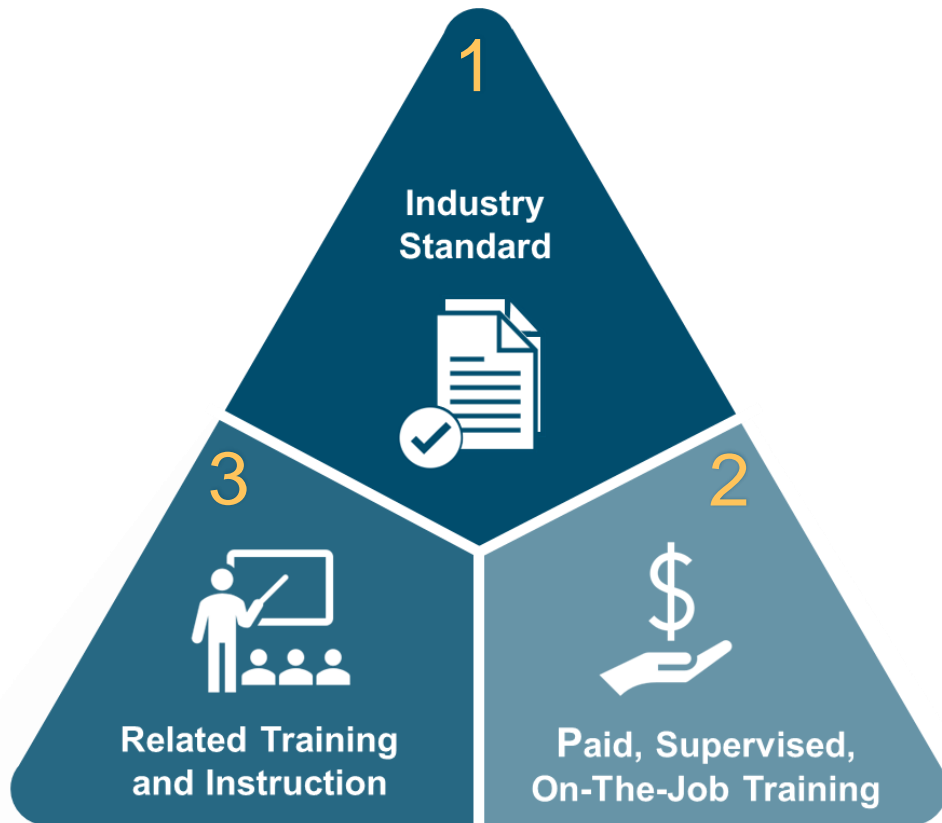 1
Industry
Standard
2
Paid, Supervised,
On-The-Job Training
3
Related Training
and Instruction